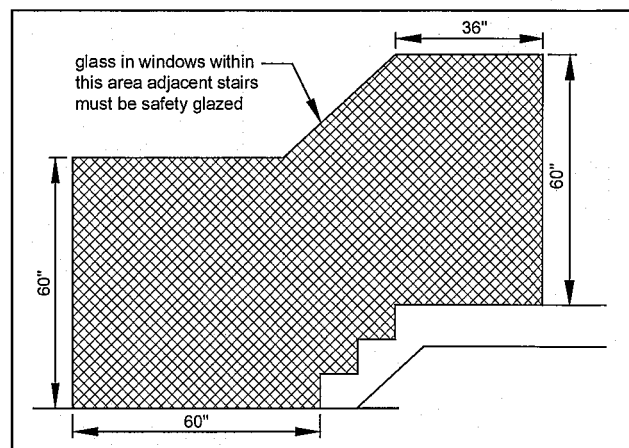 36"
glass in windows within
this area adjacent stairs
must be safety glazed
60"
60"
60"